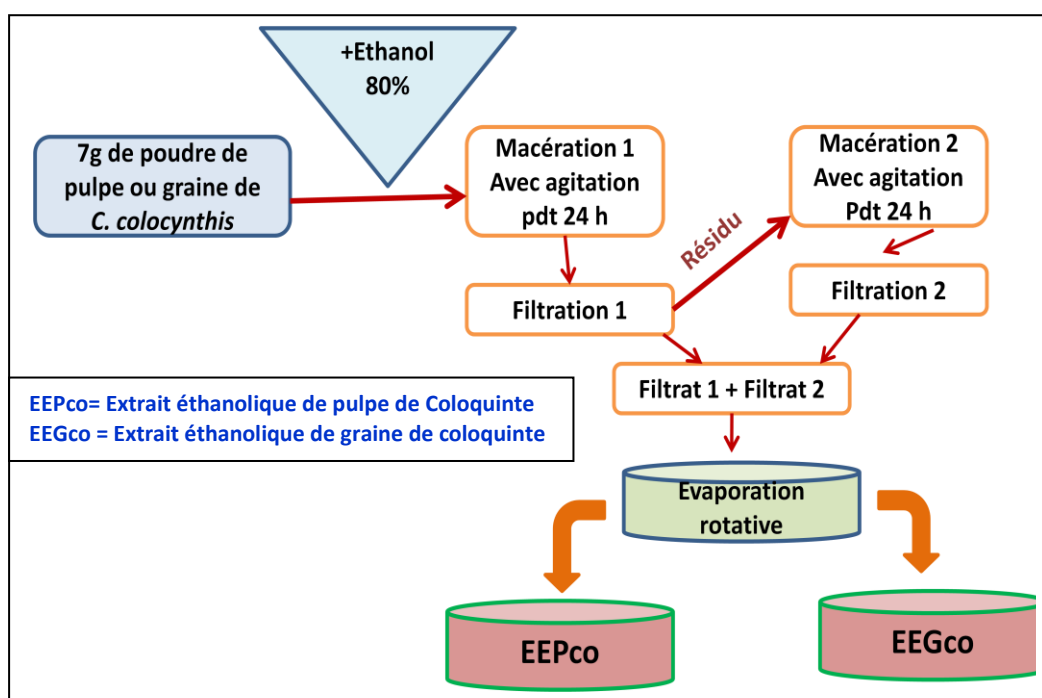 +Ethanol
80%
7g de poudre de
pulpe ou graine de
C. colocynthis
Macération 1
Avec agitation
pdt 24 h
Macération 2
Avec agitation
Pdt 24 h
Résidu
Filtration 1
Filtration 2
Filtrat 1 + Filtrat 2
EEPco= Extrait éthanolique de pulpe de Coloquinte
EEGco = Extrait éthanolique de graine de coloquinte
Evaporation
rotative
EEPco
EEGco